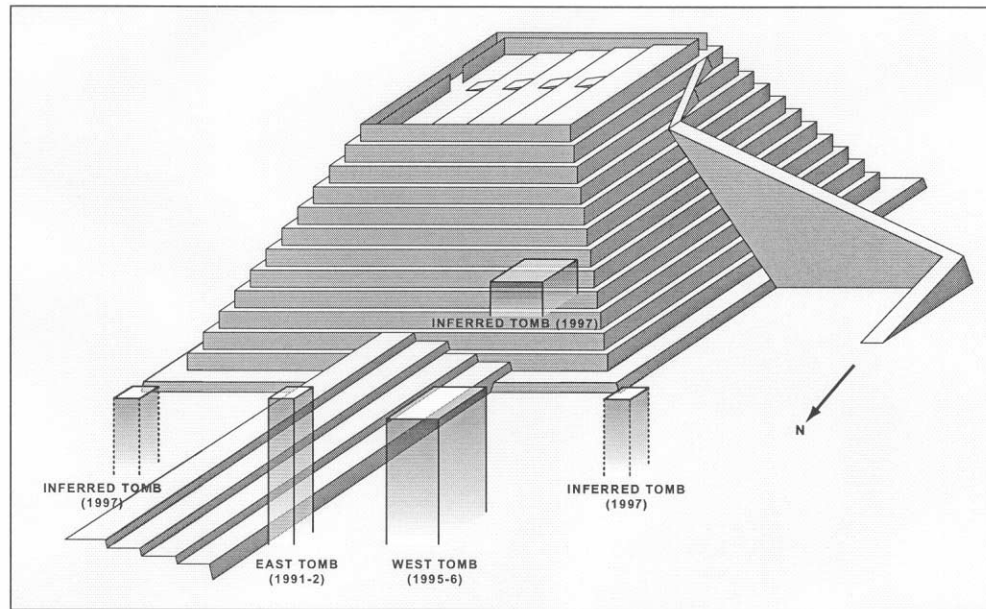 INFERRED TOMB (1997)
N
INFERRED TOMB
(1997)
INFERRED TOMB
(1997)
EAST TOMB
(1991-2)
WEST TOMB
(1995-6)